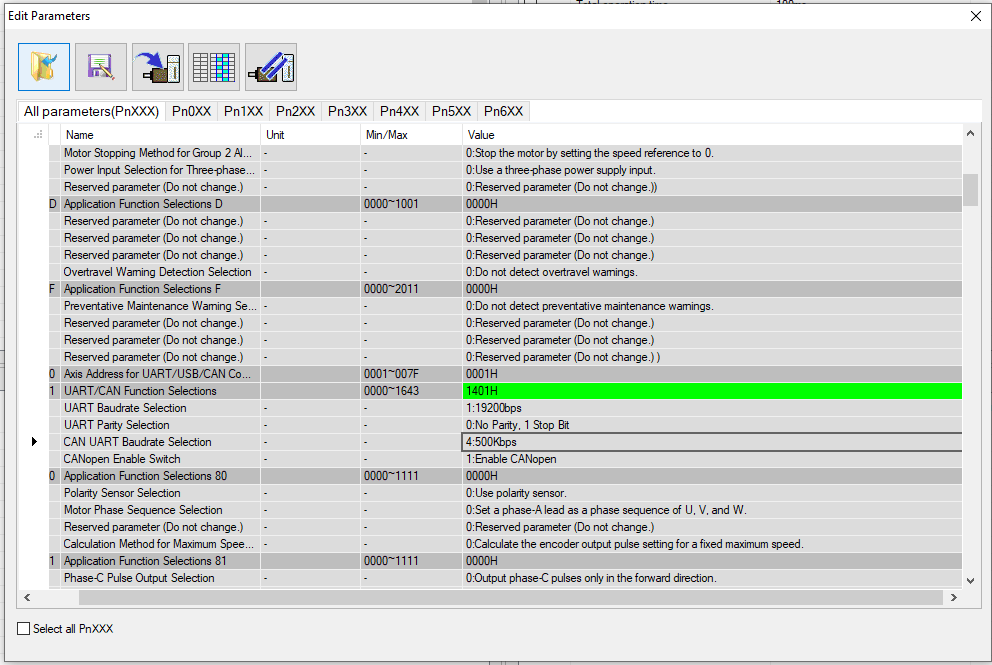 Edit Parameters
All parameters(PnXXX) Pn0XX Pn1XX Pn2XX Pn3XX Pn4XX Pn5XX Pn6XX
Name Unit Min/Max Value
Motor Stopping Method for Group 2 Al... - - 0:Stop the motor by setting the speed reference to 0.
Power Input Selection for Three-phase... - - 0:Use a three-phase power supply input.
Reserved parameter (Do not change.) - - 0:Reserved parameter (Do not change.))
D Application Function Selections D 0000~1001 0000H
Reserved parameter (Do not change.) - - 0:Reserved parameter (Do not change.)
Reserved parameter (Do not change.) - - 0:Reserved parameter (Do not change.)
Reserved parameter (Do not change.) - - 0:Reserved parameter (Do not change.)
Overtravel Warning Detection Selection - - 0:Do not detect overtravel warnings.
F Application Function Selections F 0000~2011 0000H
Preventative Maintenance Warning Se... - - 0:Do not detect preventative maintenance warnings.
Reserved parameter (Do not change.) - - 0:Reserved parameter (Do not change.)
Reserved parameter (Do not change.) - - 0:Reserved parameter (Do not change.)
Reserved parameter (Do not change.) - - 0:Reserved parameter (Do not change.) )
0 Axis Address for UART/USB/CAN Co... 0001~007F 0001H
1 UART/CAN Function Selections 0000~1643 1401H
UART Baudrate Selection - - 1:19200bps
UART Parity Selection - - 0:No Parity, 1 Stop Bit
CAN UART Baudrate Selection - - 4:500Kbps
CANopen Enable Switch - - 1:Enable CANopen
0 Application Function Selections 80 0000~1111 0000H
Polarity Sensor Selection - - 0:Use polarity sensor.
Motor Phase Sequence Selection - - 0:Set a phase-A lead as a phase sequence of U, V, and W.
Reserved parameter (Do not change.) - - 0:Reserved parameter (Do not change.)
Calculation Method for Maximum Spee... - - 0:Calculate the encoder output pulse setting for a fixed maximum speed.
1 Application Function Selections 81 0000~1111 0000H
Phase-C Pulse Output Selection - - 0:Output phase-C pulses only in the forward direction.
Select all PnXXX